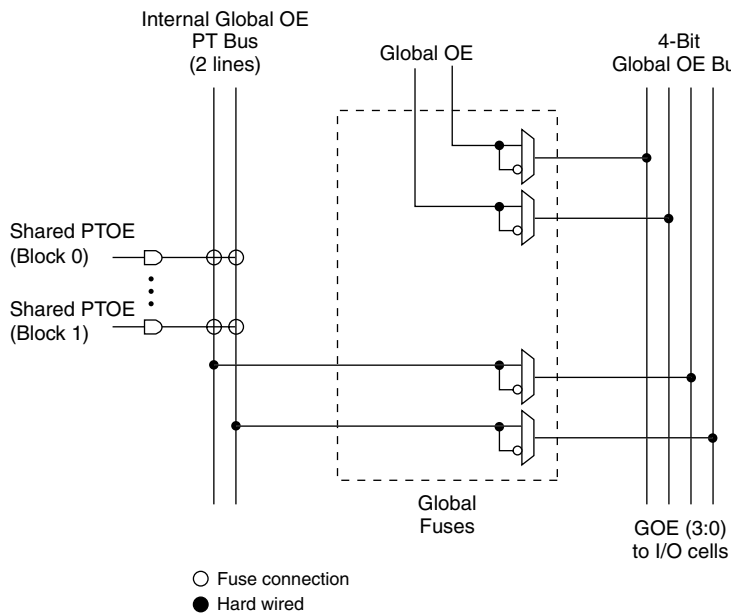 Internal Global OE
PT Bus
(2 lines)
Global OE
4-Bit
Global OE Bu
Shared PTOE
(Block 0)
Shared PTOE
(Block 1)
Global
Fuses
GOE (3:0)
to I/O cells
Fuse connection
Hard wired